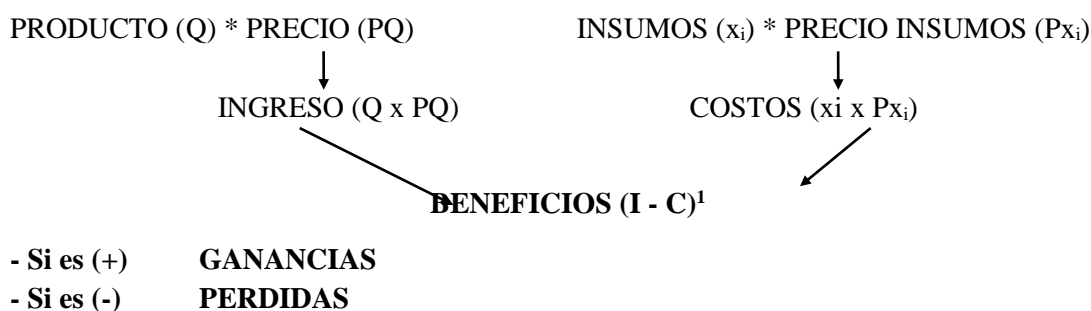 PRODUCTO (Q) * PRECIO (PQ) INSUMOS (xi) * PRECIO INSUMOS (Pxi)
INGRESO (Q x PQ) COSTOS (xi x Pxi)
BENEFICIOS (I - C)1
- Si es (+) GANANCIAS
- Si es (-) PERDIDAS